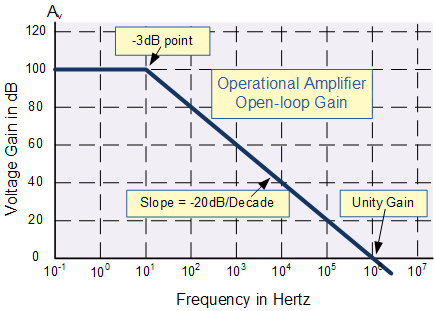 Aᵥ
120
100
80
60
40
20
0
Voltage Gain in dB
-3dB point
Operational Amplifier
Open-loop Gain
Slope = -20dB/Decade
Unity Gain
10⁻¹ 10⁰ 10¹ 10² 10³ 10⁴ 10⁵ 10⁶ 10⁷
Frequency in Hertz